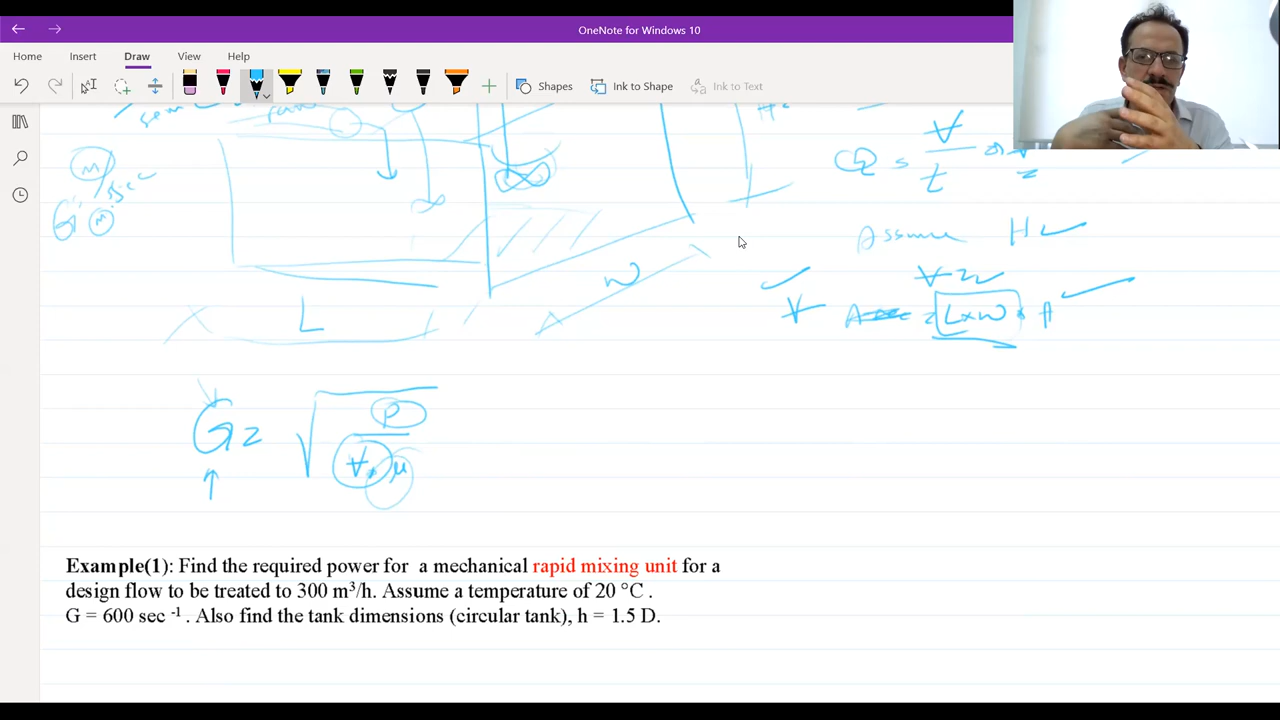 OneNote for Windows 10
Home Insert Draw View Help
Shapes Ink to Shape Ink to Text
m/sec
G
Q = V/t or
Assume H
W
L
V = L x W x
G = √ P / V. μ
Example(1): Find the required power for a mechanical rapid mixing unit for a
design flow to be treated to 300 m³/h. Assume a temperature of 20 °C .
G = 600 sec ⁻¹ . Also find the tank dimensions (circular tank), h = 1.5 D.